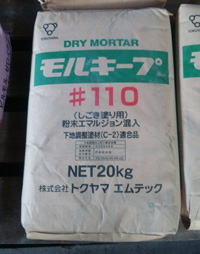 DRY MORTAR
モルキープ
#110
(しごき塗り用)
粉末エマルジョン混入
下地調整塗材(C-2)適合品
NET20kg
株式会社トクヤマ エムテック